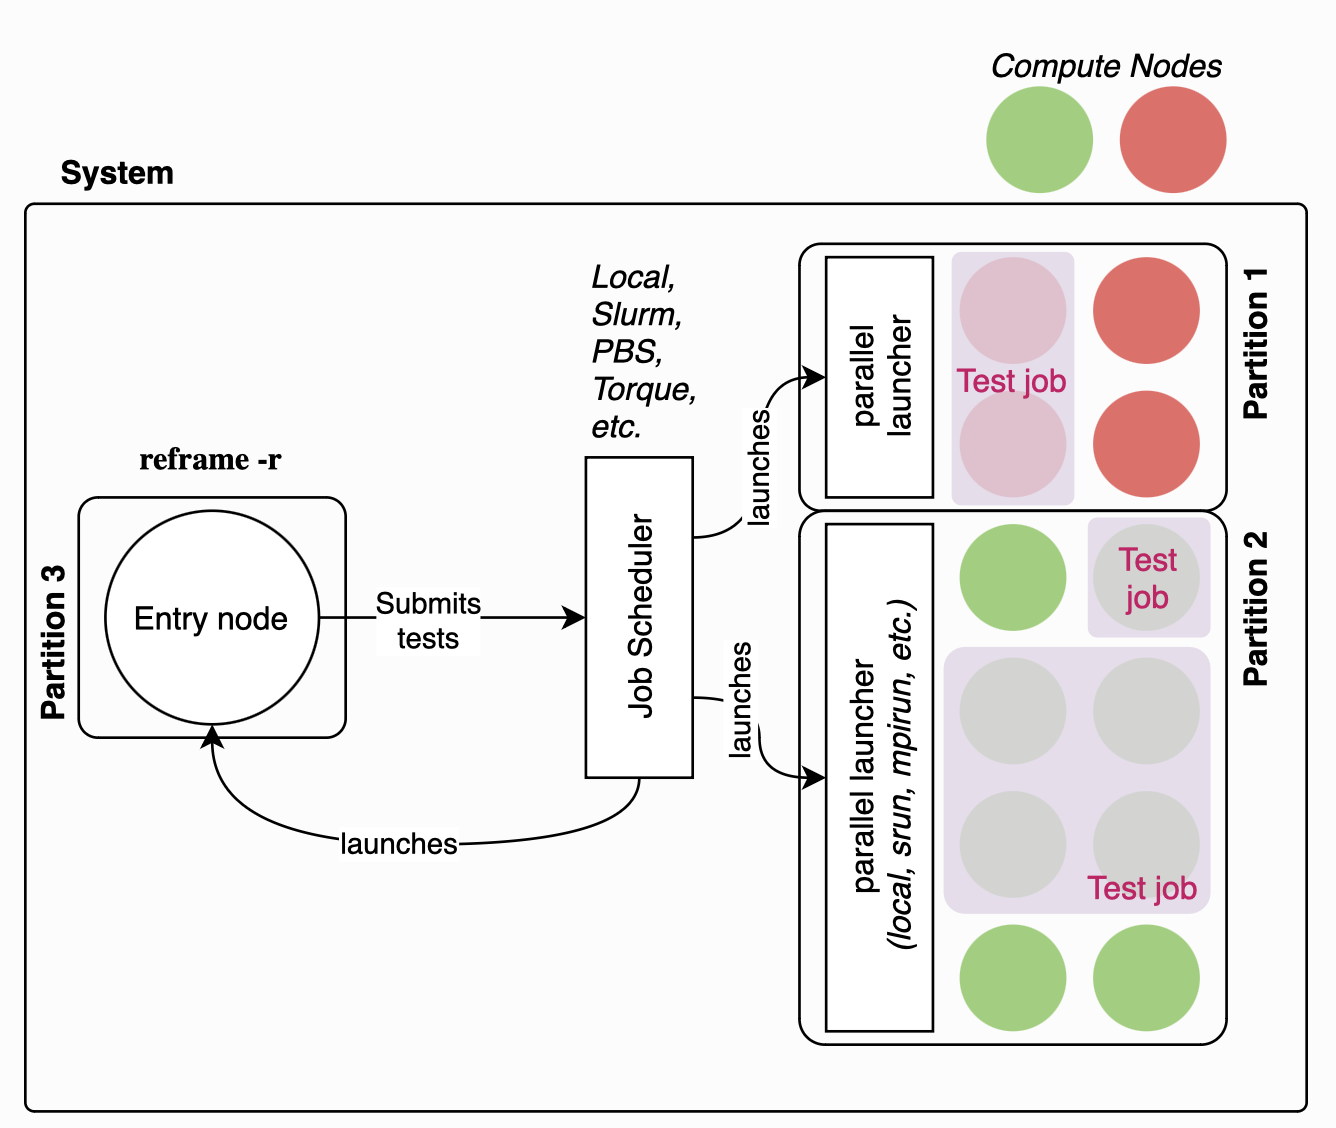 Compute Nodes
System
Local,
Slurm,
PBS,
Torque,
etc.
parallel
launcher
Test job
Partition 1
launches
reframe -r
Partition 3
Entry node
Submits
tests
Job Scheduler
launches
launches
parallel launcher
(local, srun, mpirun, etc.)
Test
job
Test job
Partition 2